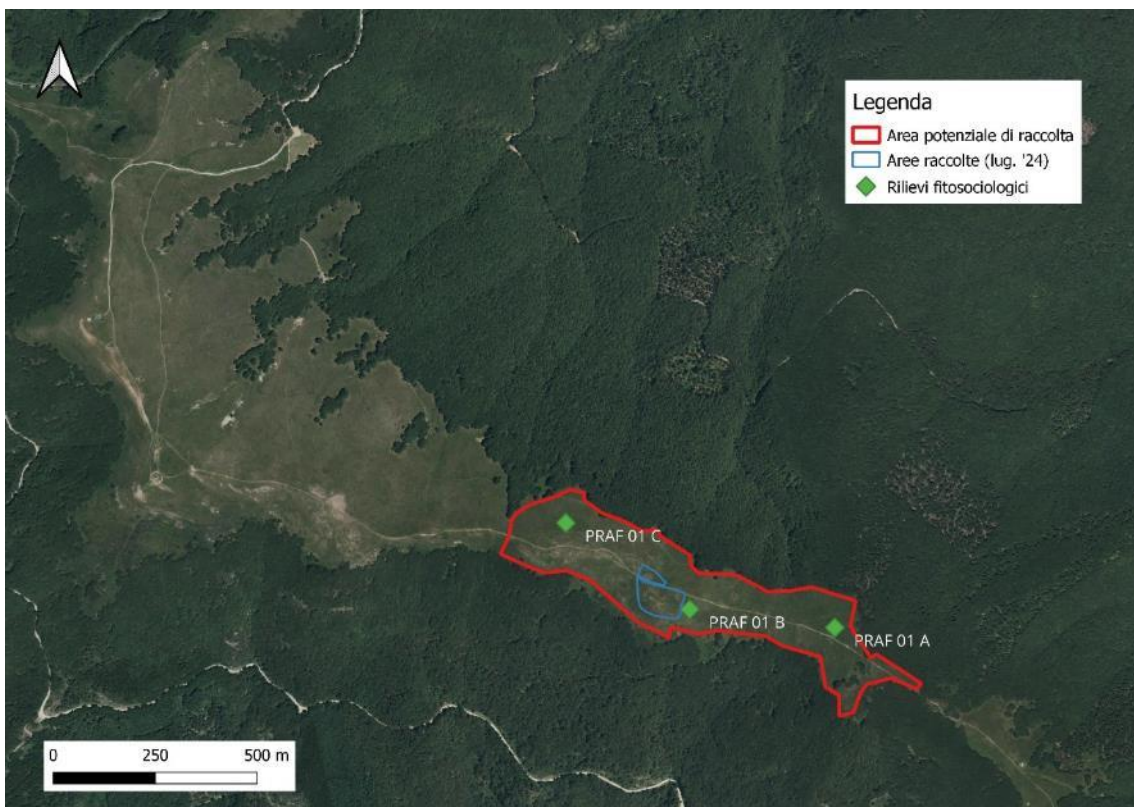 Legenda
Area potenziale di raccolta
Aree raccolte (lug. '24)
Rilievi fitosociologici
PRAF 01 C
PRAF 01 B
PRAF 01 A
0 250 500 m